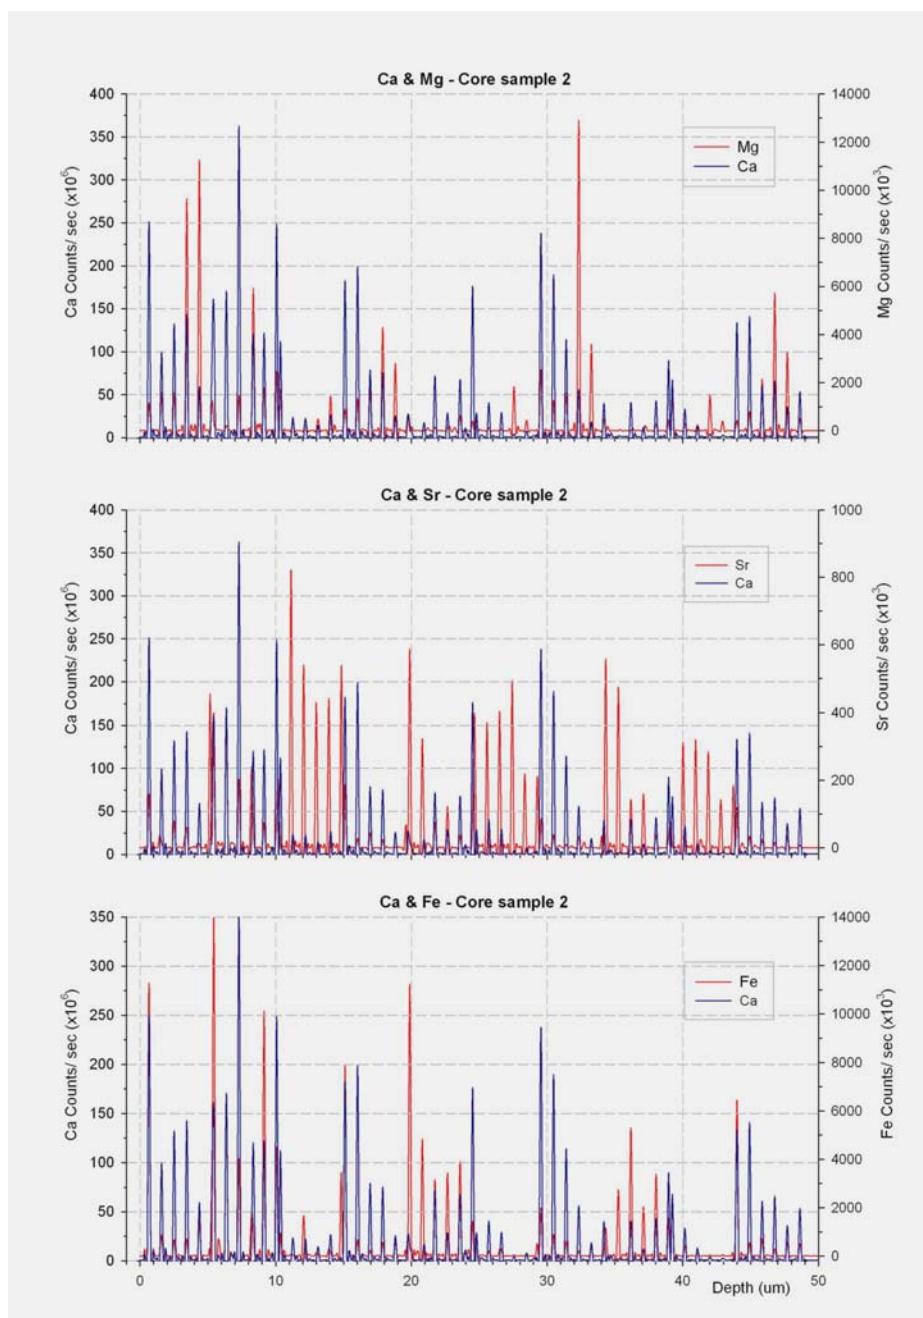 Ca & Mg - Core sample 2
400
350
300
250
200
150
100
50
0
Ca Counts/ sec (x10⁶)
14000
12000
10000
8000
6000
4000
2000
0
Mg Counts/ sec (x10³)
Mg
Ca
Ca & Sr - Core sample 2
400
350
300
250
200
150
100
50
0
Ca Counts/ sec (x10⁶)
1000
800
600
400
200
0
Sr Counts/ sec (x10³)
Sr
Ca
Ca & Fe - Core sample 2
350
300
250
200
150
100
50
0
Ca Counts/ sec (x10⁶)
14000
12000
10000
8000
6000
4000
2000
0
Fe Counts/ sec (x10³)
Fe
Ca
0 10 20 30 40 50
Depth (um)